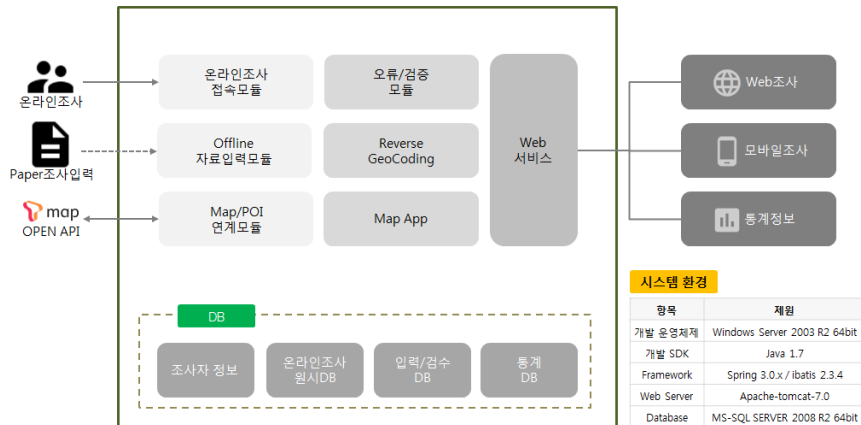 온라인조사
Paper조사입력
map
OPEN API
온라인조사
접속모듈
오류/검증
모듈
Offline
자료입력모듈
Reverse
GeoCoding
Map/POI
연계모듈
Map App
Web
서비스
Web조사
모바일조사
통계정보
DB
조사자 정보
온라인조사
원시DB
입력/검수
DB
통계
DB
시스템 환경
항목 제원
개발 운영체제 Windows Server 2003 R2 64bit
개발 SDK Java 1.7
Framework Spring 3.0.x / ibatis 2.3.4
Web Server Apache-tomcat-7.0
Database MS-SQL SERVER 2008 R2 64bit